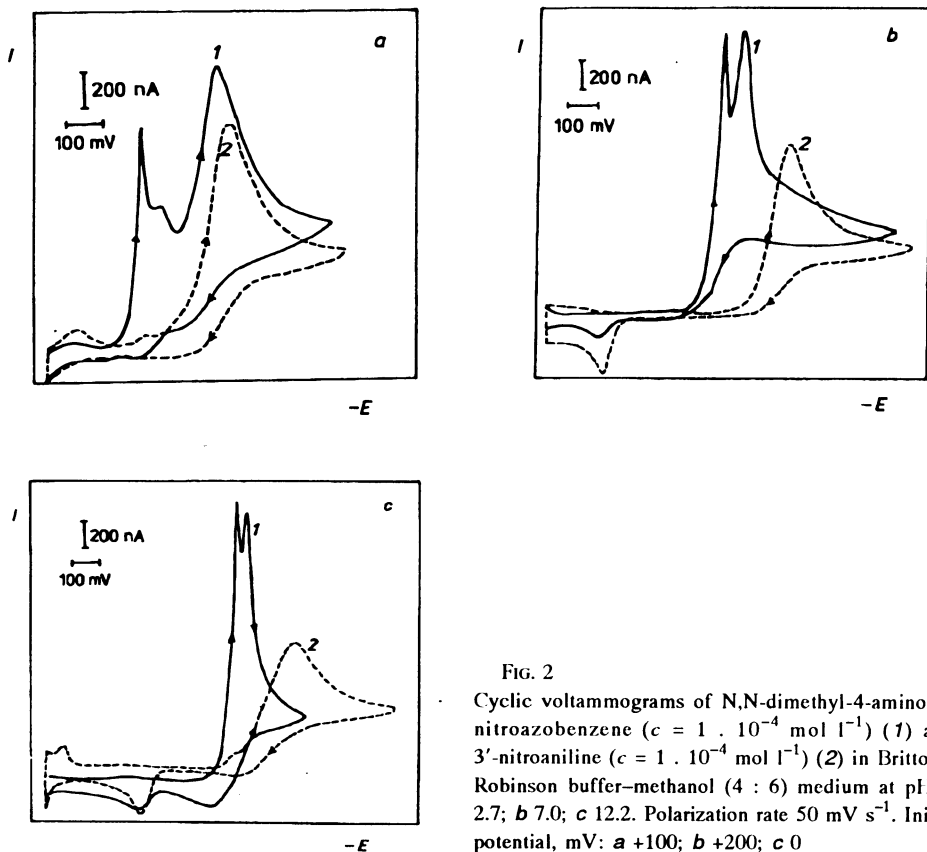 a
I
1
200 nA
100 mV
2
-E
b
I
1
200 nA
100 mV
2
-E
c
I
1
200 nA
100 mV
2
-E
FIG. 2
Cyclic voltammograms of N,N-dimethyl-4-amino
nitroazobenzene (c = 1 . 10⁻⁴ mol l⁻¹) (1) a
3′-nitroaniline (c = 1 . 10⁻⁴ mol l⁻¹) (2) in Britto
Robinson buffer–methanol (4 : 6) medium at pH
2.7; b 7.0; c 12.2. Polarization rate 50 mV s⁻¹. Ini
potential, mV: a +100; b +200; c 0